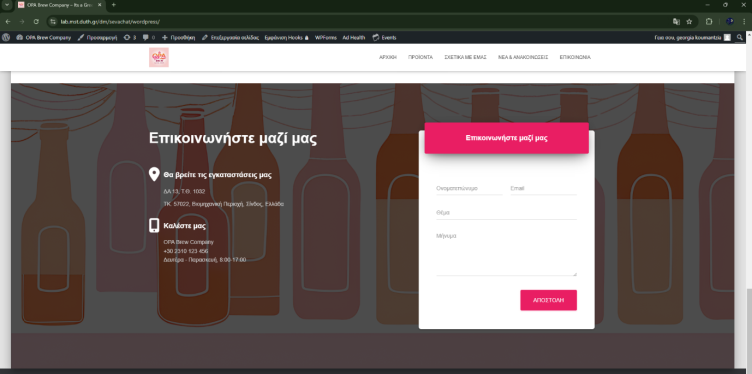 OPA Brew Company – Its a Gree
lab.mst.duth.gr/dm/sevachat/wordpress/
OPA Brew Company Προσαρμογή 3 0 Προσθήκη Επεξεργασία σελίδας Εμφάνιση Hooks WPForms Ad Health Events
Γεια σου, georgia koumantzia
ΑΡΧΙΚΗ ΠΡΟΙΟΝΤΑ ΣΧΕΤΙΚΑ ΜΕ ΕΜΑΣ ΝΕΑ & ΑΝΑΚΟΙΝΩΣΕΙΣ ΕΠΙΚΟΙΝΩΝΙΑ
Επικοινωνήστε μαζί μας
Θα βρείτε τις εγκαταστάσεις μας
ΔΑ 13, Τ.Θ. 1032
ΤΚ. 57022, Βιομηχανική Περιοχή, Σίνδος, Ελλάδα
Καλέστε μας
OPA Brew Company
+30 2310 123 456
Δευτέρα - Παρασκευή, 8:00-17:00
Επικοινωνήστε μαζί μας
Ονοματεπώνυμο Email
Θέμα
Μήνυμα
ΑΠΟΣΤΟΛΗ